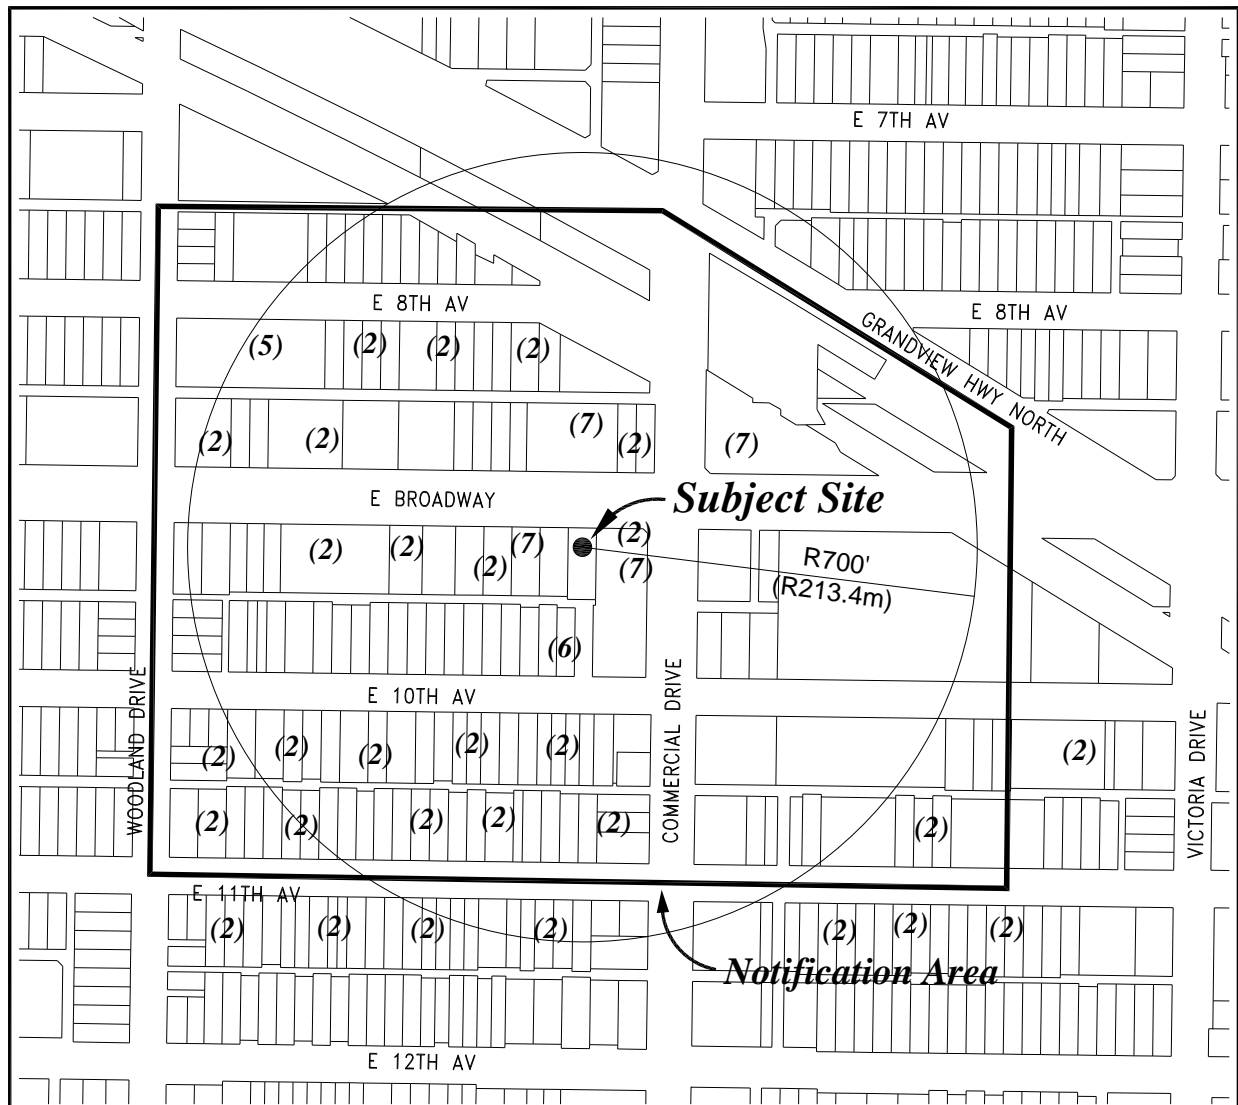 E 7TH AV
E 8TH AV
E 8TH AV
GRANDVIEW HWY NORTH
(5)
(2)
(2)
(2)
(2)
(2)
(7)
(2)
(7)
E BROADWAY
Subject Site
(2)
(2)
(2)
(7)
(2)
(7)
R700'
(R213.4m)
(6)
E 10TH AV
WOODLAND DRIVE
COMMERCIAL DRIVE
VICTORIA DRIVE
(2)
(2)
(2)
(2)
(2)
(2)
(2)
(2)
(2)
(2)
(2)
(2)
E 11TH AV
(2)
(2)
(2)
(2)
(2)
(2)
(2)
Notification Area
E 12TH AV